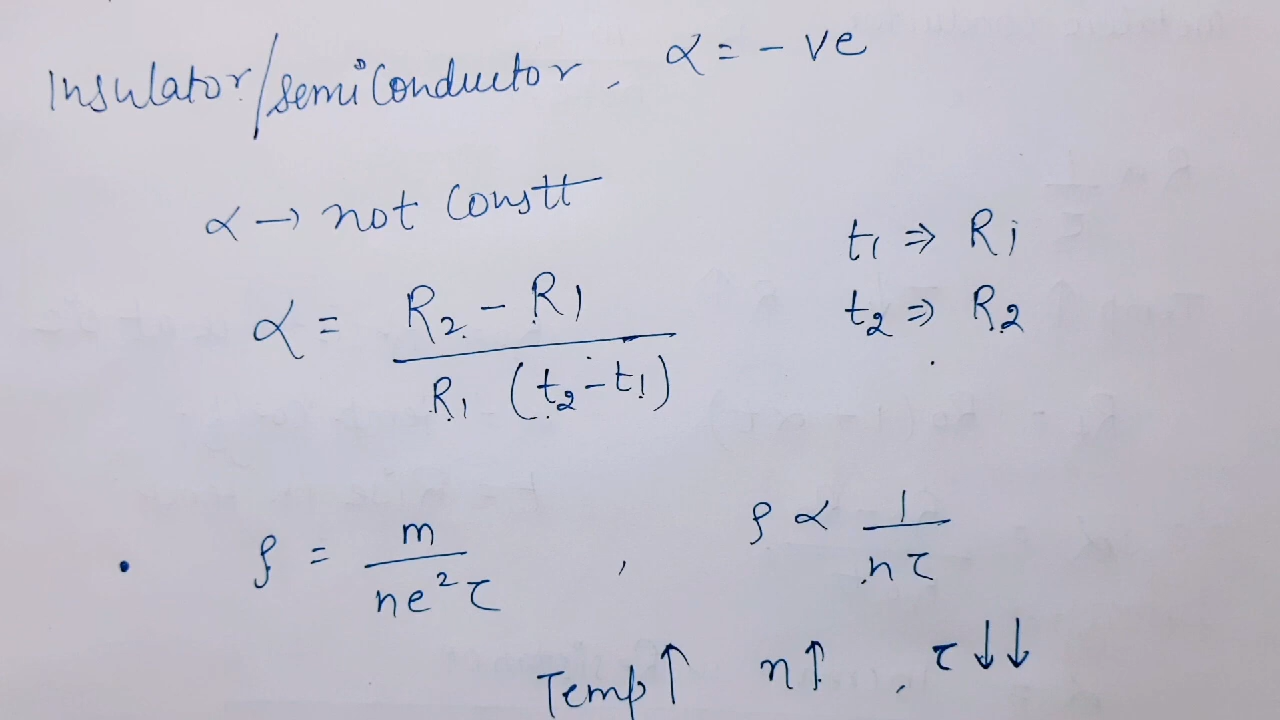 Insulator/semiconductor, α = - ve
α → not constt
t₁ ⇒ R₁
α = R₂ - R₁ / R₁ (t₂ - t₁)
t₂ ⇒ R₂
• ρ = m / ne²τ , ρ ∝ 1 / nτ
Temp ↑ n↑ , τ ↓↓